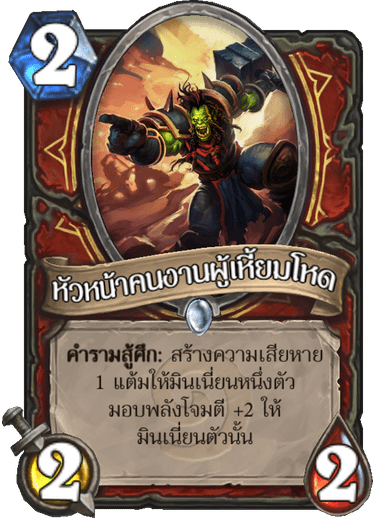 2
หัวหน้าคนงานผู้เหี้ยมโหด
คำรามสู้ศึก: สร้างความเสียหาย
1 แต้มให้มินเนี่ยนหนึ่งตัว
มอบพลังโจมตี +2 ให้
มินเนี่ยนตัวนั้น
2
2